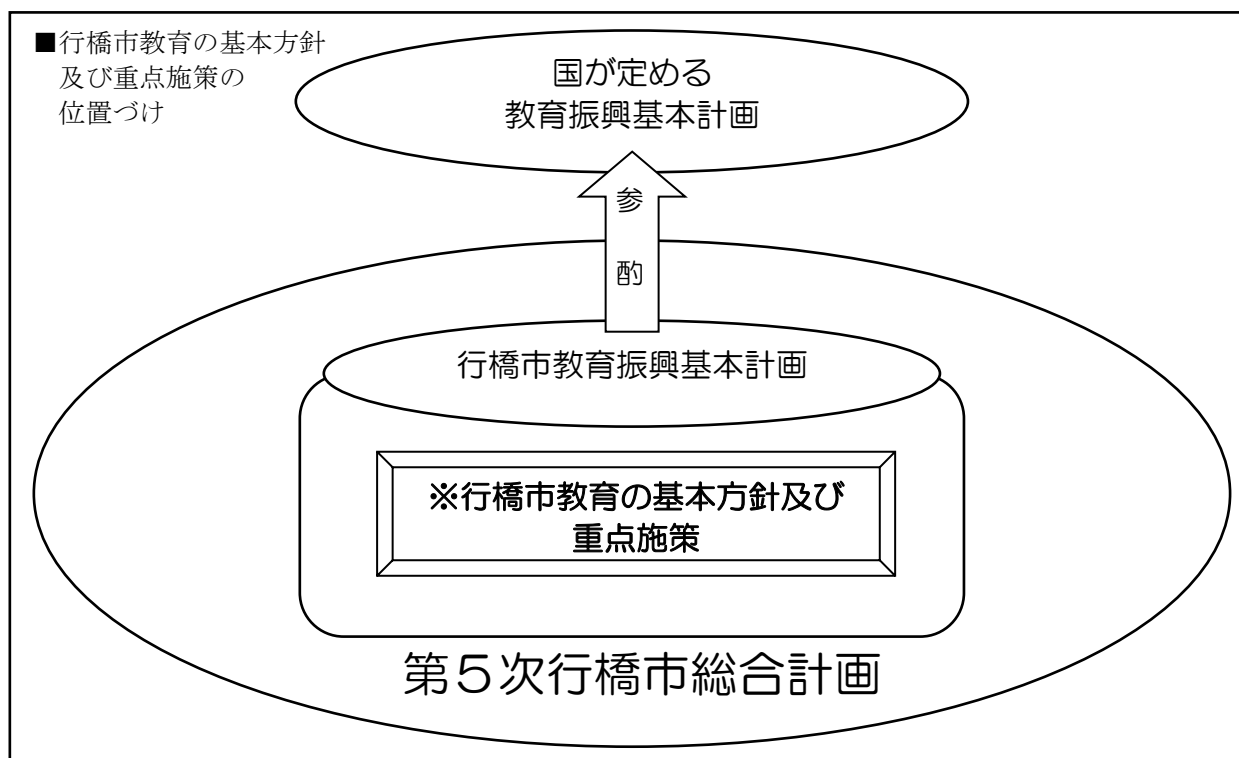 ■行橋市教育の基本方針
及び重点施策の
位置づけ
国が定める
教育振興基本計画
参
酌
行橋市教育振興基本計画
※行橋市教育の基本方針及び
重点施策
第５次行橋市総合計画